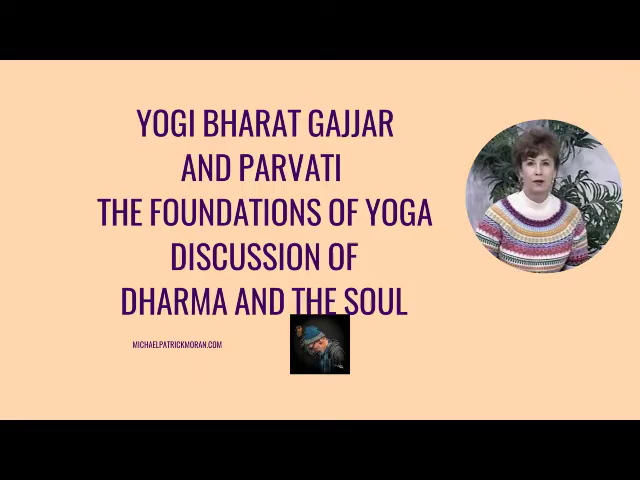 YOGI BHARAT GAJJAR
AND PARVATI
THE FOUNDATIONS OF YOGA
DISCUSSION OF
DHARMA AND THE SOUL
MICHAELPATRICKMORAN.COM